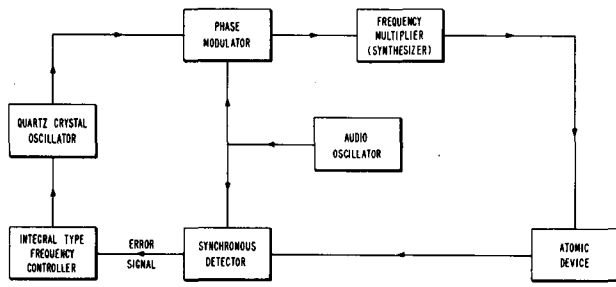 PHASE
MODULATOR
FREQUENCY
MULTIPLIER
(SYNTHESIZER)
QUARTZ CRYSTAL
OSCILLATOR
AUDIO
OSCILLATOR
INTEGRAL TYPE
FREQUENCY
CONTROLLER
ERROR
SIGNAL
SYNCHRONOUS
DETECTOR
ATOMIC
DEVICE